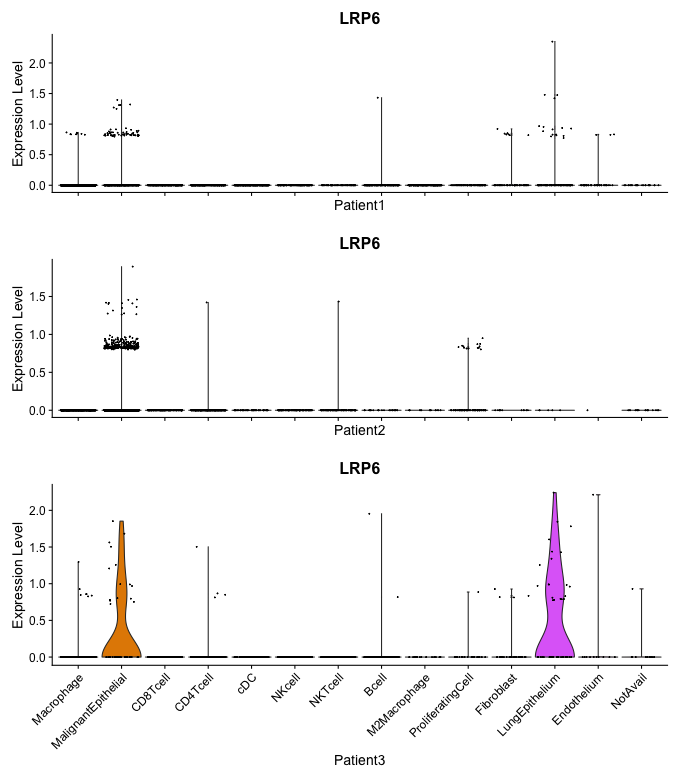 LRP6
Expression Level
2.0
1.5
1.0
0.5
0.0
Patient1
LRP6
Expression Level
1.5
1.0
0.5
0.0
Patient2
LRP6
Expression Level
2.0
1.5
1.0
0.5
0.0
Macrophage
MalignantEpithelial
CD8Tcell
CD4Tcell
cDC
NKcell
NKTcell
Bcell
M2Macrophage
ProliferatingCell
Fibroblast
LungEpithelium
Endothelium
NotAvail
Patient3